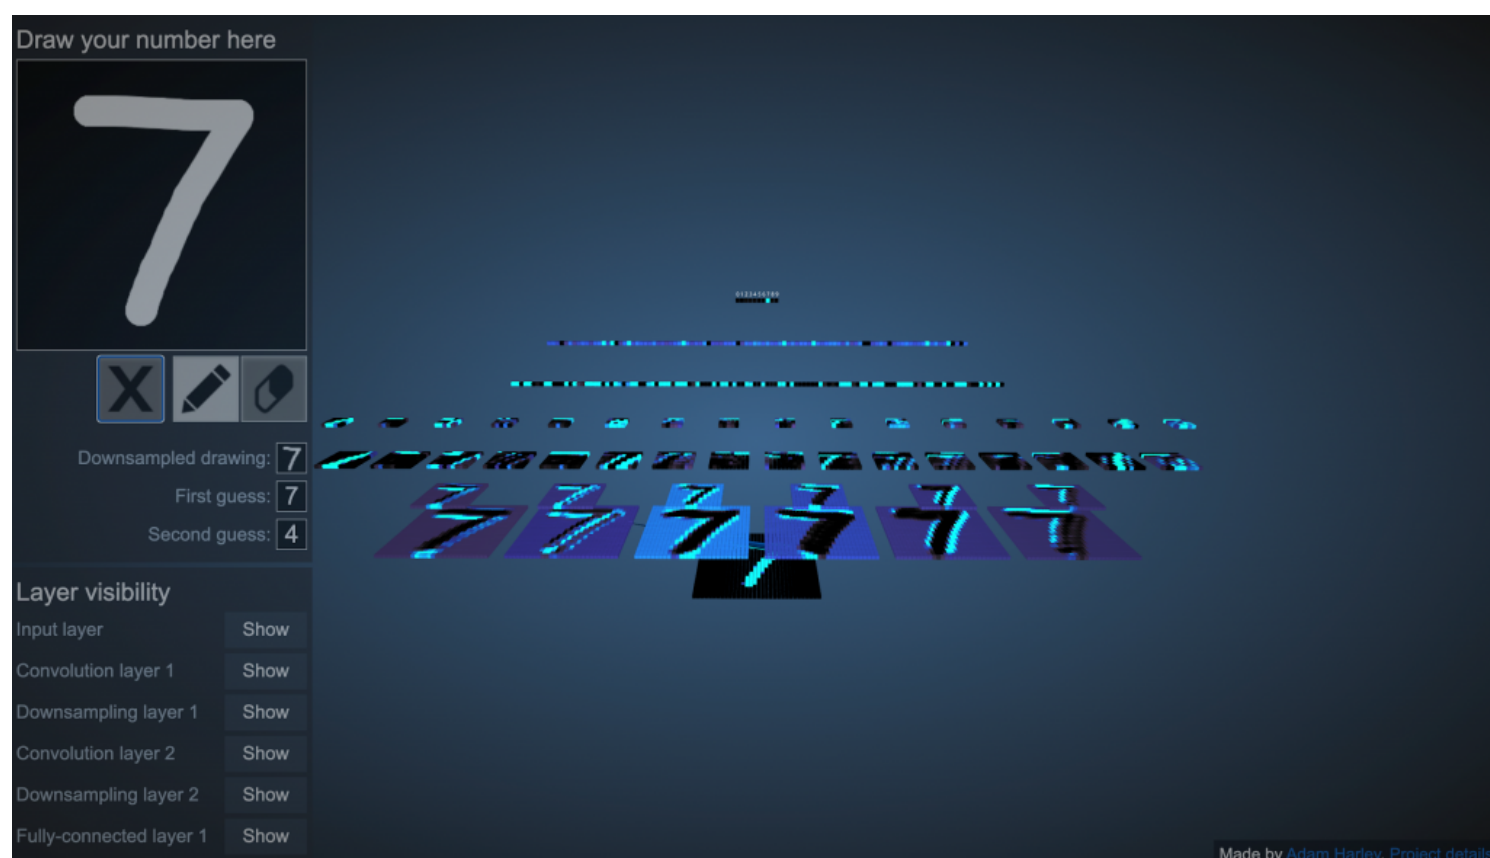 Draw your number here
7
0123456789
X
Downsampled drawing: 7
First guess: 7
Second guess: 4
Layer visibility
Input layer Show
Convolution layer 1 Show
Downsampling layer 1 Show
Convolution layer 2 Show
Downsampling layer 2 Show
Fully-connected layer 1 Show
Made by Adam Harley. Project details